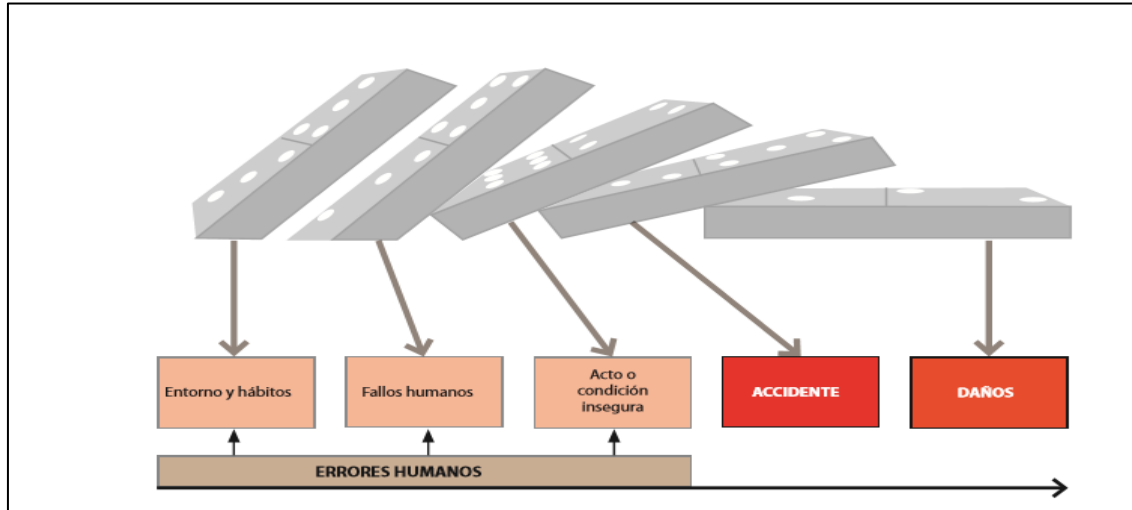 Entorno y hábitos
Fallos humanos
Acto o
condición
insegura
ACCIDENTE
DAÑOS
ERRORES HUMANOS